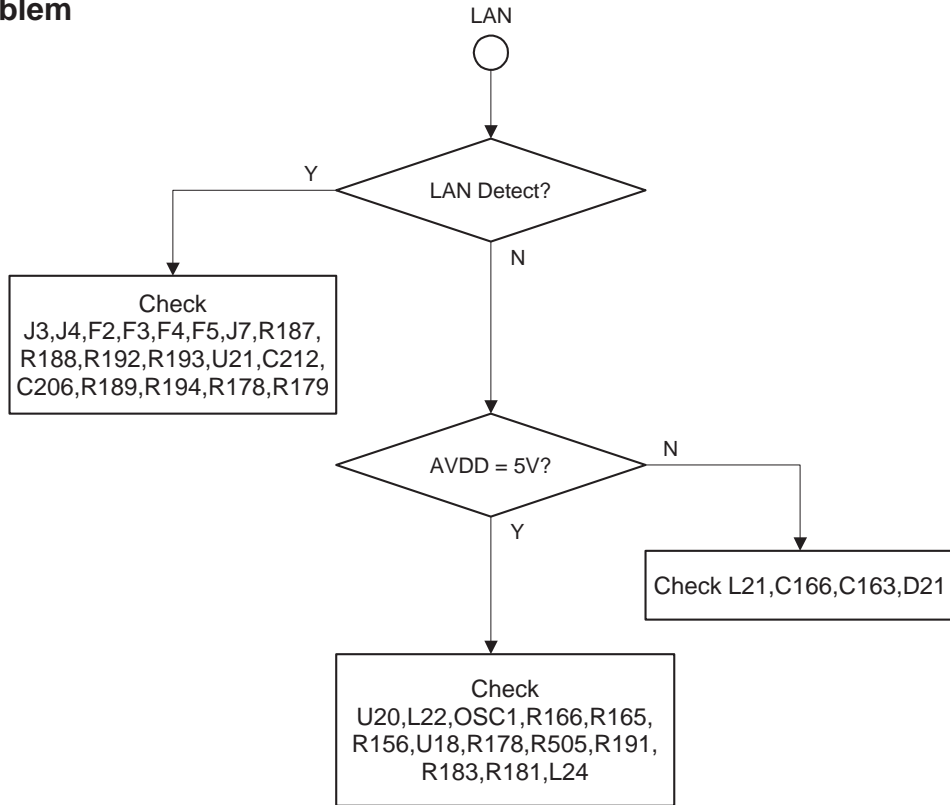 blem
LAN
Y
LAN Detect?
N
Check
J3,J4,F2,F3,F4,F5,J7,R187,
R188,R192,R193,U21,C212,
C206,R189,R194,R178,R179
AVDD = 5V?
N
Y
Check L21,C166,C163,D21
Check
U20,L22,OSC1,R166,R165,
R156,U18,R178,R505,R191,
R183,R181,L24